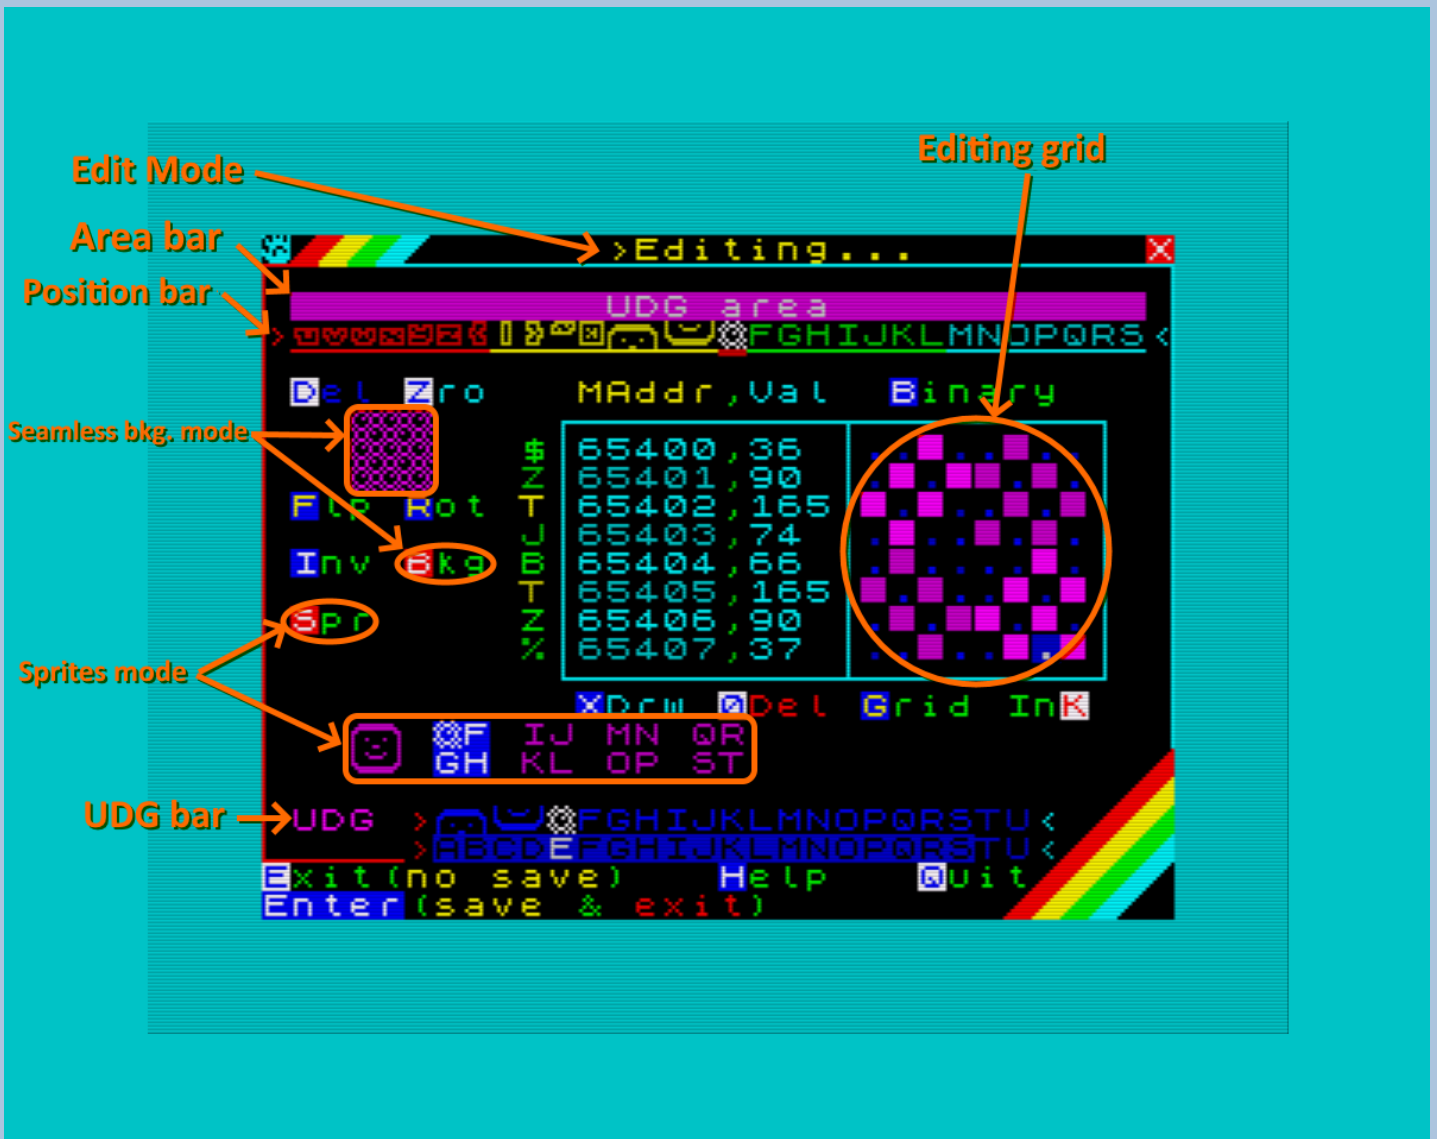 Edit Mode
Editing grid
>Editing...
X
Area bar
UDG area
Position bar
> FGHIJKLMNOPQRS <
Del Zro MAddr,Val Binary
Seamless bkg. mode
$ 65400,36
Z 65401,90
Flp Rot T 65402,165
J 65403,74
Inv Bkg B 65404,66
T 65405,165
Spr Z 65406,90
% 65407,37
Sprites mode
XDrw 0Del Grid InK
F IJ MN QR
GH KL OP ST
UDG bar
UDG > FGHIJKLMNOPQRSTU <
>ABCDEFGHIJKLMNOPQRSTU <
Exit(no save) Help Quit
Enter(save & exit)